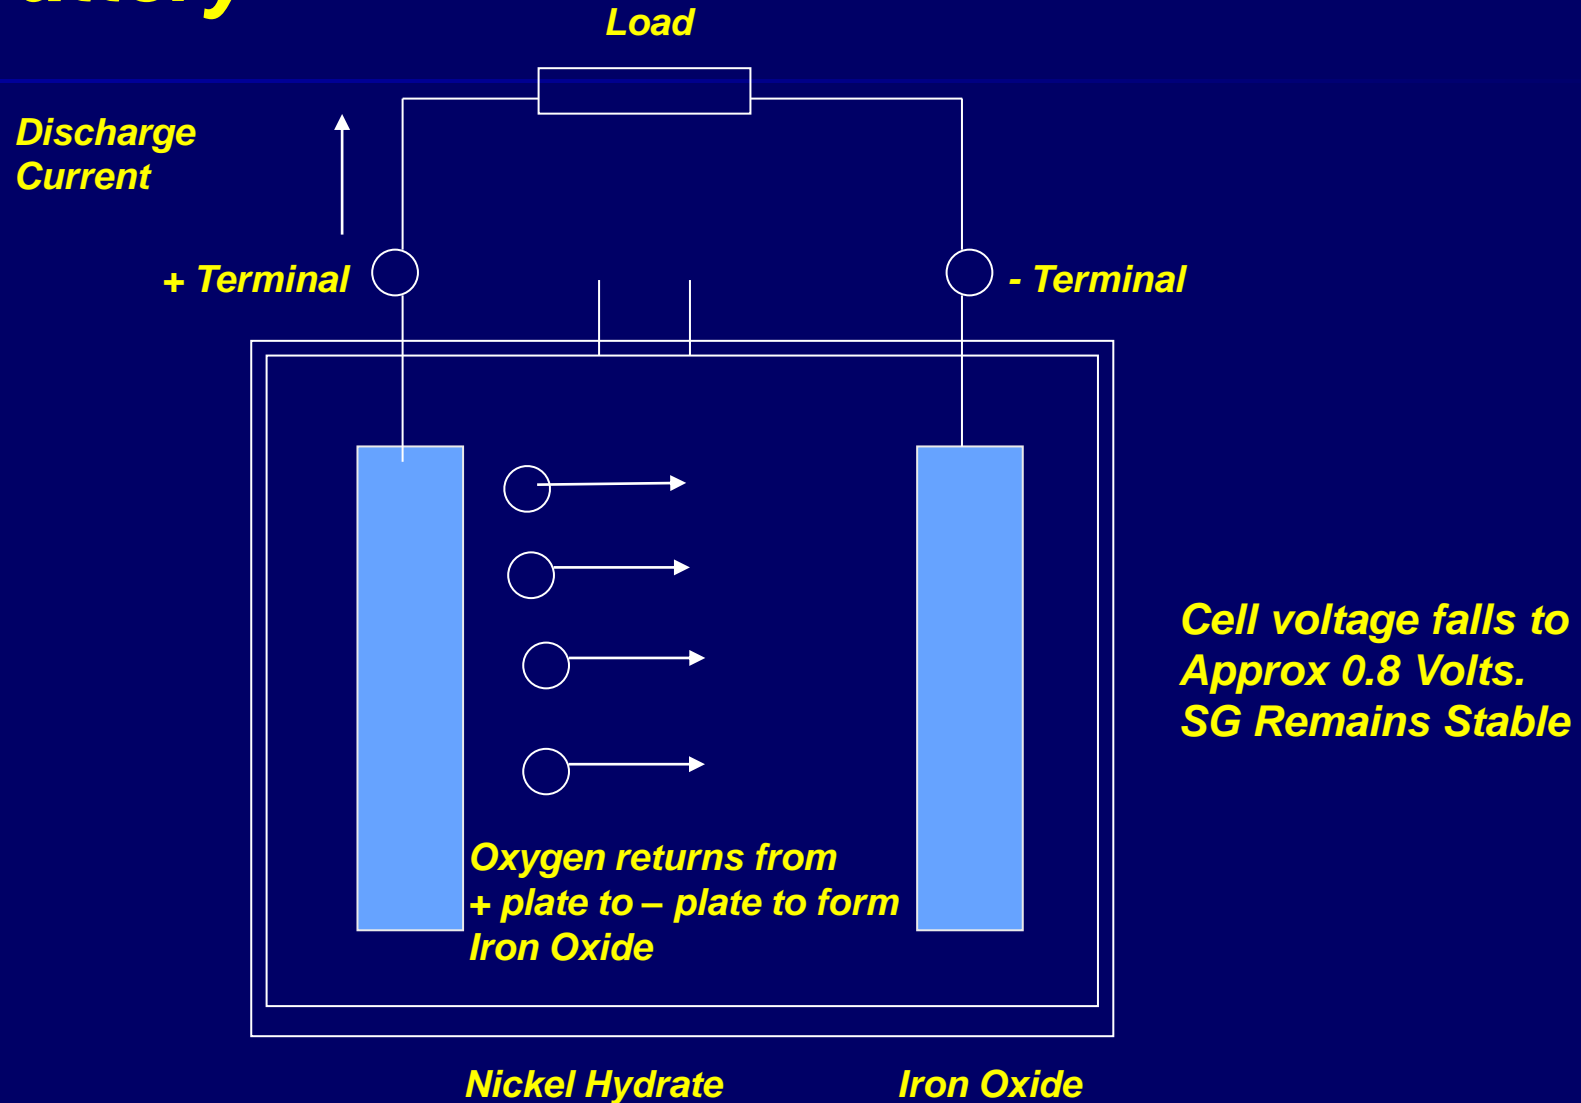 Load
Discharge
Current
+ Terminal
- Terminal
Cell voltage falls to
Approx 0.8 Volts.
SG Remains Stable
Oxygen returns from
+ plate to – plate to form
Iron Oxide
Nickel Hydrate
Iron Oxide